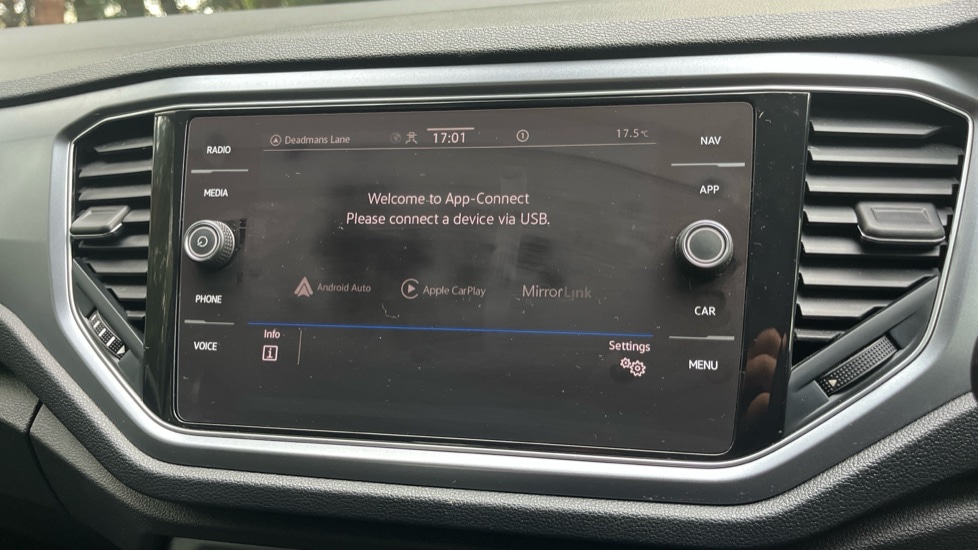 RADIO
MEDIA
PHONE
VOICE
Deadmans Lane
17:01
1
17.5°C
Welcome to App-Connect
Please connect a device via USB.
Android Auto
Apple CarPlay
MirrorLink
Info
i
Settings
NAV
APP
CAR
MENU